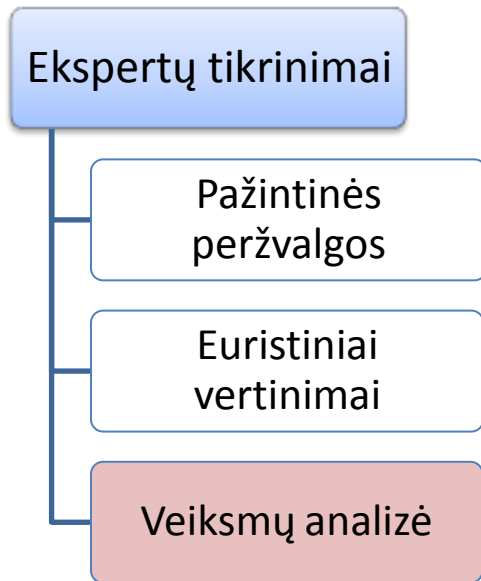 Ekspertų tikrinimai
Pažintinės
peržvalgos
Euristiniai
vertinimai
Veiksmų analizė